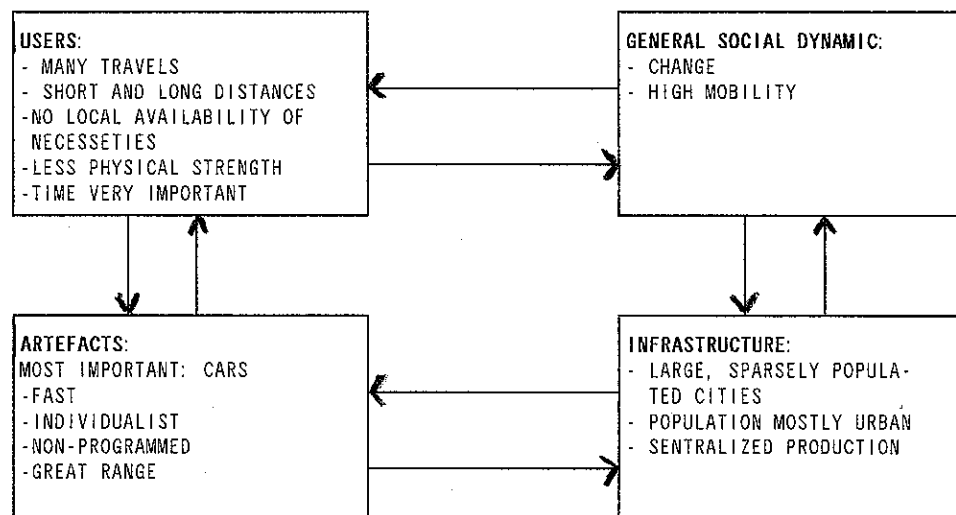 USERS:
- MANY TRAVELS
- SHORT AND LONG DISTANCES
-NO LOCAL AVAILABILITY OF
NECESSETIES
-LESS PHYSICAL STRENGTH
-TIME VERY IMPORTANT
GENERAL SOCIAL DYNAMIC:
- CHANGE
- HIGH MOBILITY
ARTEFACTS:
MOST IMPORTANT: CARS
-FAST
-INDIVIDUALIST
-NON-PROGRAMMED
-GREAT RANGE
INFRASTRUCTURE:
- LARGE, SPARSELY POPULA-
TED CITIES
- POPULATION MOSTLY URBAN
- SENTRALIZED PRODUCTION